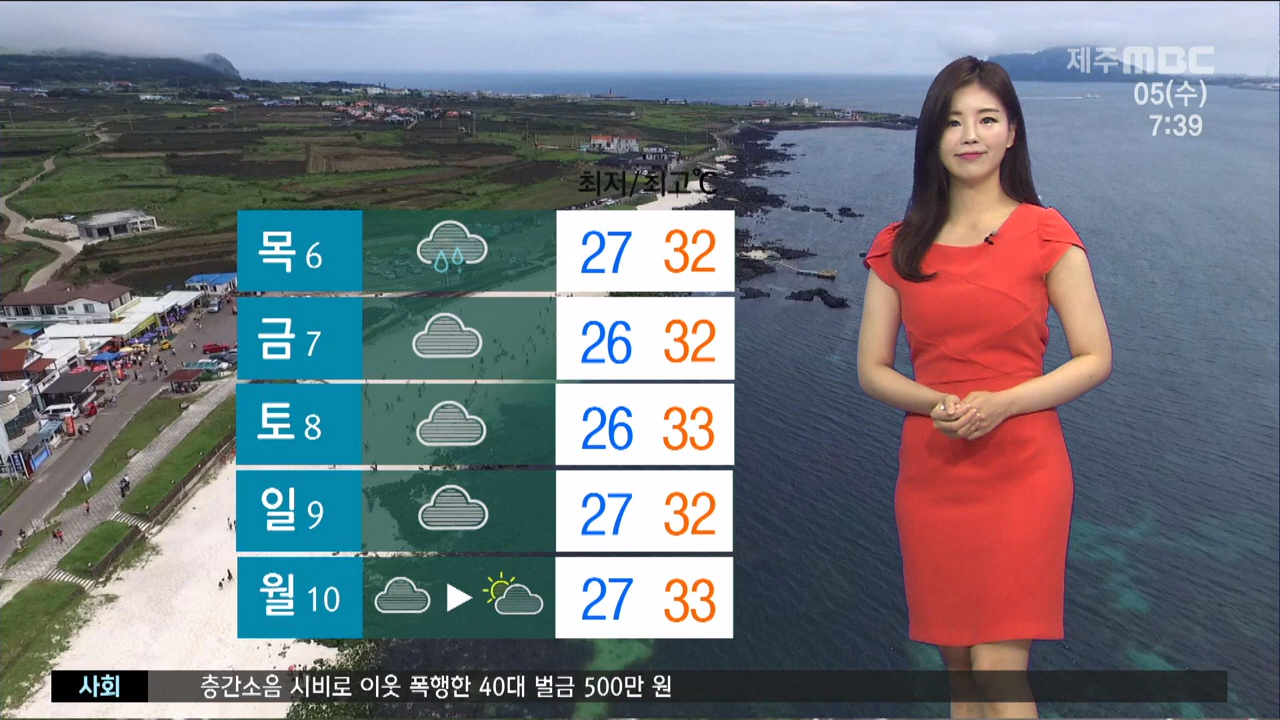 제주MBC
05(수)
7:39
최저/최고℃
목 6 27 32
금 7 26 32
토 8 26 33
일 9 27 32
월 10 27 33
사회 층간소음 시비로 이웃 폭행한 40대 벌금 500만 원